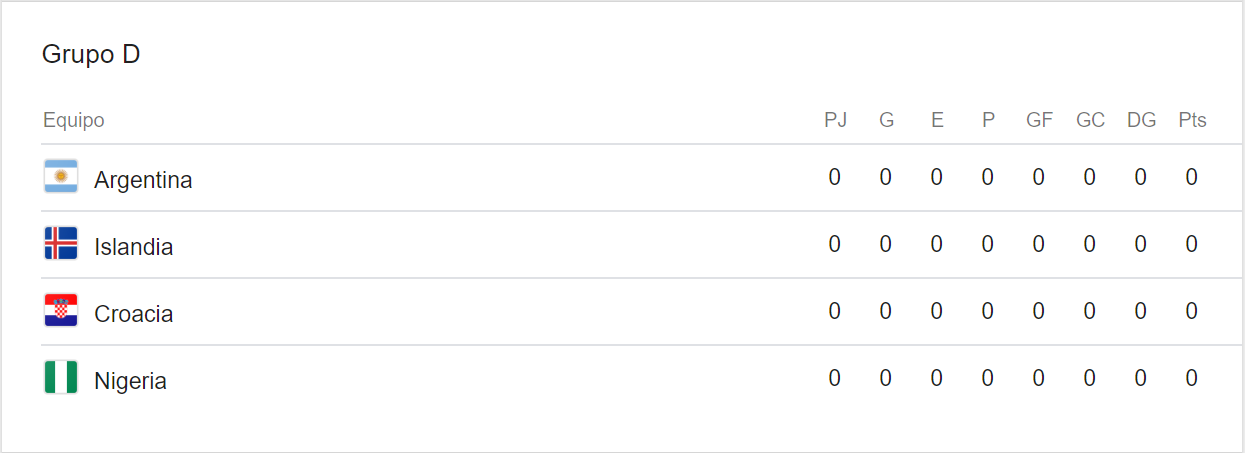 Grupo D
Equipo PJ G E P GF GC DG Pts
Argentina 0 0 0 0 0 0 0 0
Islandia 0 0 0 0 0 0 0 0
Croacia 0 0 0 0 0 0 0 0
Nigeria 0 0 0 0 0 0 0 0